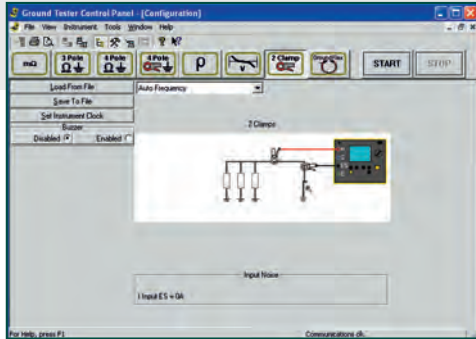 Ground Tester Control Panel - [Configuration]
File View Instrument Tools Window Help
mΩ
3 Pole
Ω
4 Pole
Ω
4 Pole
ρ
V
2 Clamp
START
STOP
Load From File
Save To File
Set Instrument Clock
Buzzer
Disabled Enabled
Auto Frequency
2 Clamps
Input Noise
I Input ES = 0A
For Help, press F1
Communications ok.